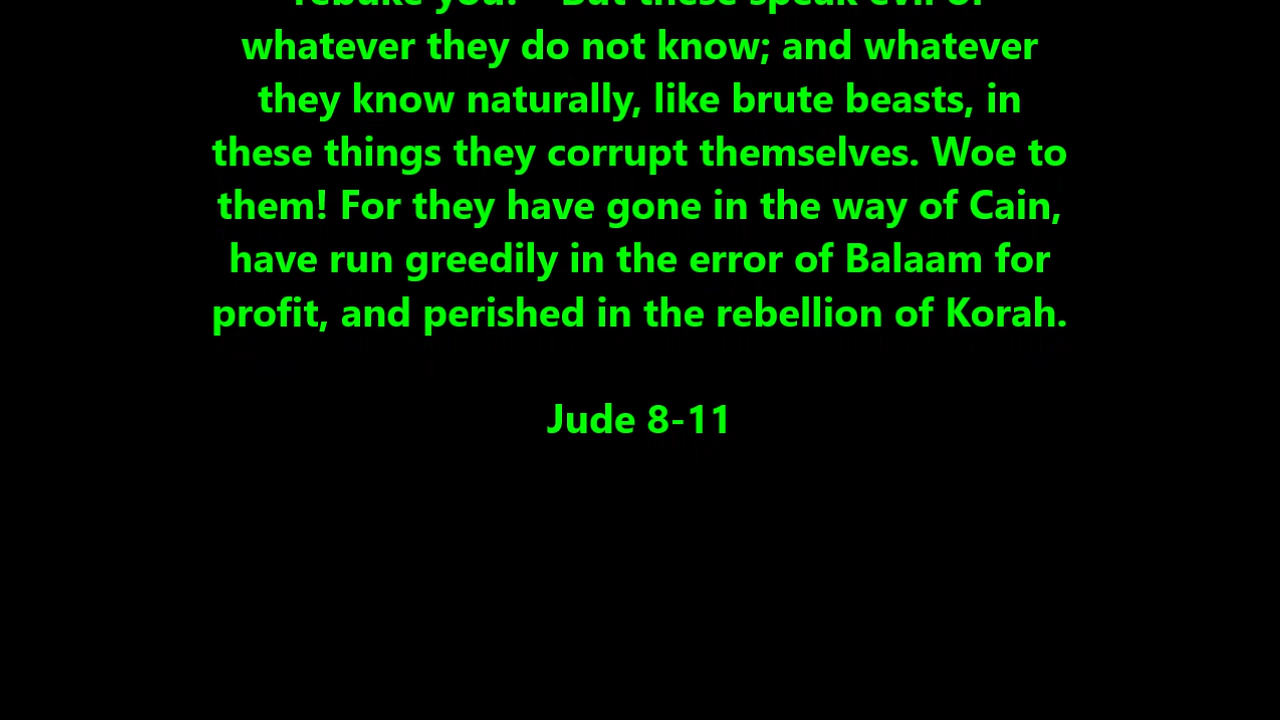 rebuke you!" But these speak evil of
whatever they do not know; and whatever
they know naturally, like brute beasts, in
these things they corrupt themselves. Woe to
them! For they have gone in the way of Cain,
have run greedily in the error of Balaam for
profit, and perished in the rebellion of Korah.
Jude 8-11